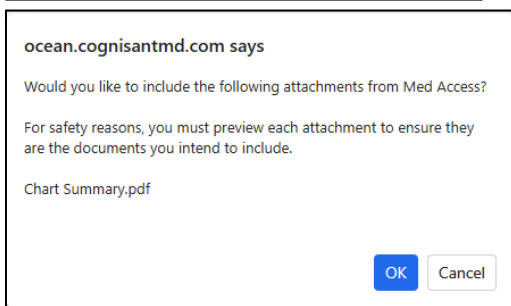 ocean.cognisantmd.com says
Would you like to include the following attachments from Med Access?
For safety reasons, you must preview each attachment to ensure they
are the documents you intend to include.
Chart Summary.pdf
OK Cancel